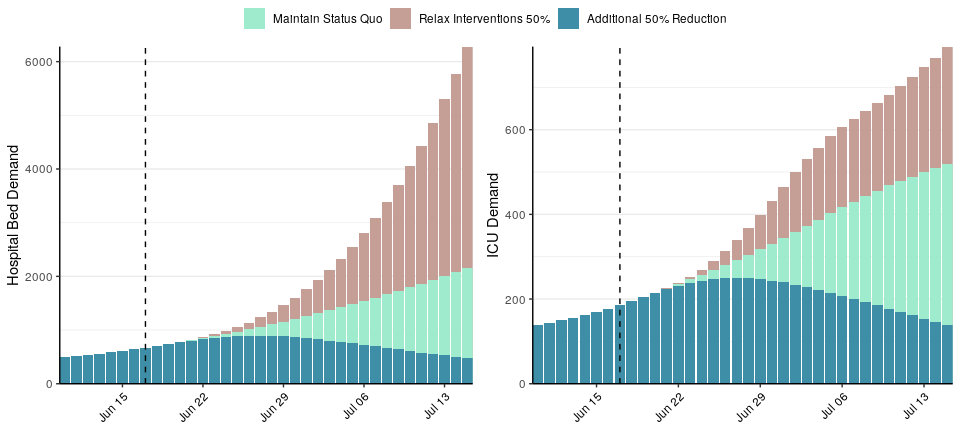 Maintain Status Quo Relax Interventions 50% Additional 50% Reduction
Hospital Bed Demand
6000
4000
2000
0
Jun 15 Jun 22 Jun 29 Jul 06 Jul 13
ICU Demand
600
400
200
0
Jun 15 Jun 22 Jun 29 Jul 06 Jul 13